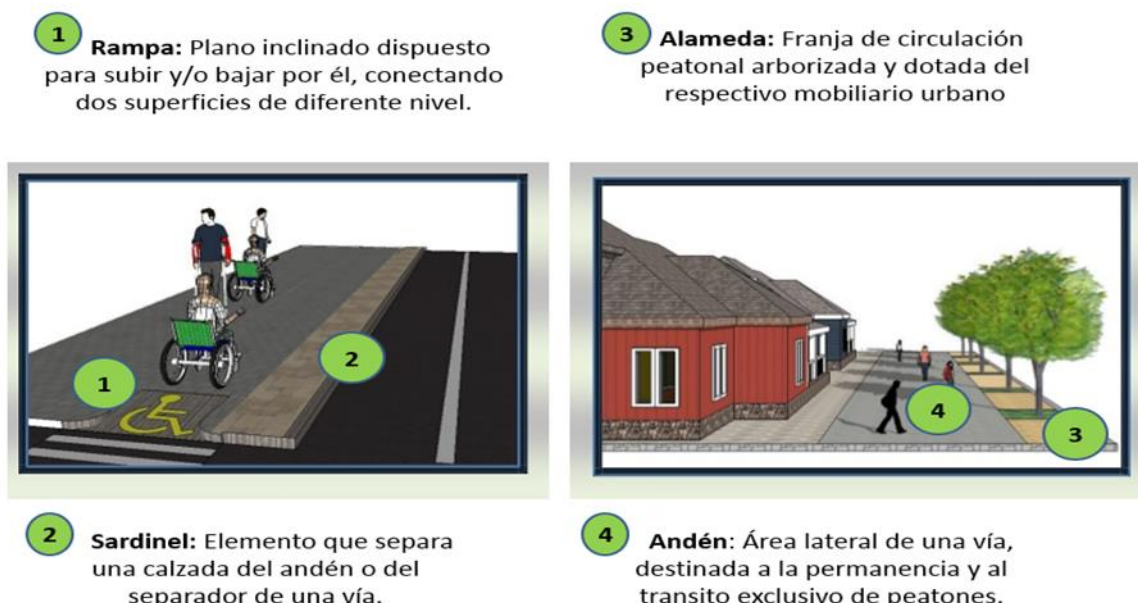 1
Rampa: Plano inclinado dispuesto
para subir y/o bajar por él, conectando
dos superficies de diferente nivel.
3
Alameda: Franja de circulación
peatonal arborizada y dotada del
respectivo mobiliario urbano
1
2
4
3
2
Sardinel: Elemento que separa
una calzada del andén o del
separador de una vía.
4
Andén: Área lateral de una vía,
destinada a la permanencia y al
transito exclusivo de peatones.